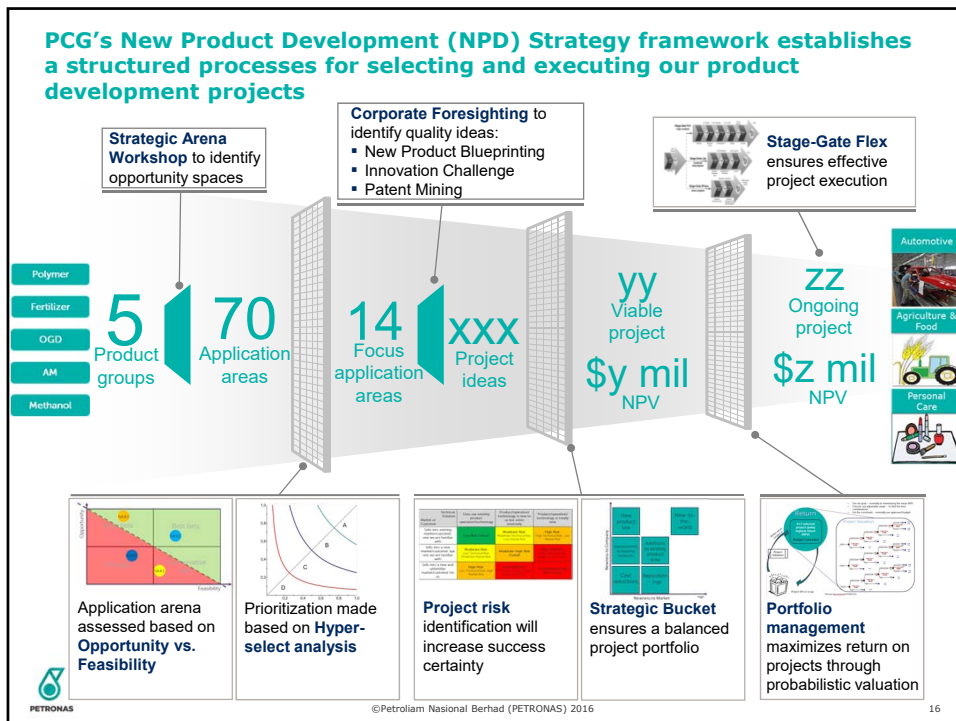 PCG's New Product Development (NPD) Strategy framework establishes
a structured processes for selecting and executing our product
development projects
Strategic Arena
Workshop to identify
opportunity spaces
Corporate Foresighting to
identify quality ideas:
▪ New Product Blueprinting
▪ Innovation Challenge
▪ Patent Mining
Stage-Gate Flex
ensures effective
project execution
Polymer
Fertilizer
OGD
AM
Methanol
5
Product
groups
70
Application
areas
14
Focus
application
areas
xxx
Project
ideas
yy
Viable
project
$y mil
NPV
zz
Ongoing
project
$z mil
NPV
Automotive
Agriculture &
Food
Personal
Care
Opportunity
Feasibility
Application arena
assessed based on
Opportunity vs.
Feasibility
A
B
C
D
Prioritization made
based on Hyper-
select analysis
Project risk
identification will
increase success
certainty
Strategic Bucket
ensures a balanced
project portfolio
Return
Portfolio
management
maximizes return on
projects through
probabilistic valuation
PETRONAS
©Petroliam Nasional Berhad (PETRONAS) 2016
16